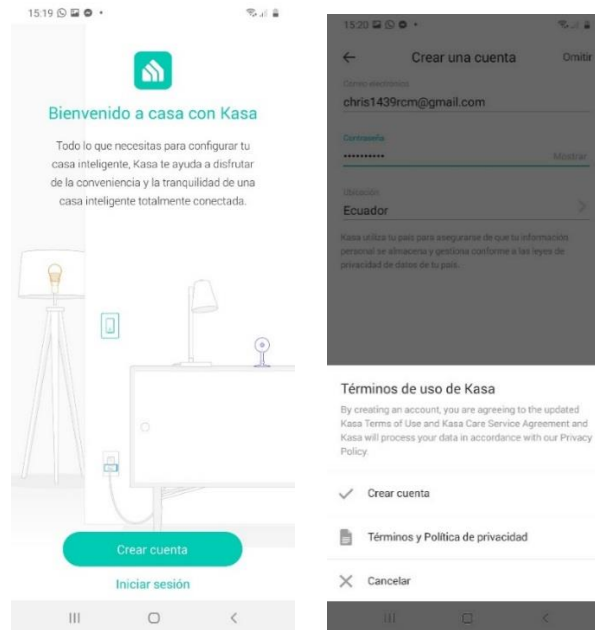 15:19
Bienvenido a casa con Kasa
Todo lo que necesitas para configurar tu
casa inteligente, Kasa te ayuda a disfrutar
de la conveniencia y la tranquilidad de una
casa inteligente totalmente conectada.
Crear cuenta
Iniciar sesión
15:20
Crear una cuenta
Omitir
Correo electrónico
chris1439rcm@gmail.com
Contraseña
••••••••••
Mostrar
Ubicación
Ecuador
Kasa utiliza tu país para asegurarse de que tu información
personal se almacena y gestiona conforme a las leyes de
privacidad de datos de tu país.
Términos de uso de Kasa
By creating an account, you are agreeing to the updated
Kasa Terms of Use and Kasa Care Service Agreement and
Kasa will process your data in accordance with our Privacy
Policy.
Crear cuenta
Términos y Política de privacidad
Cancelar